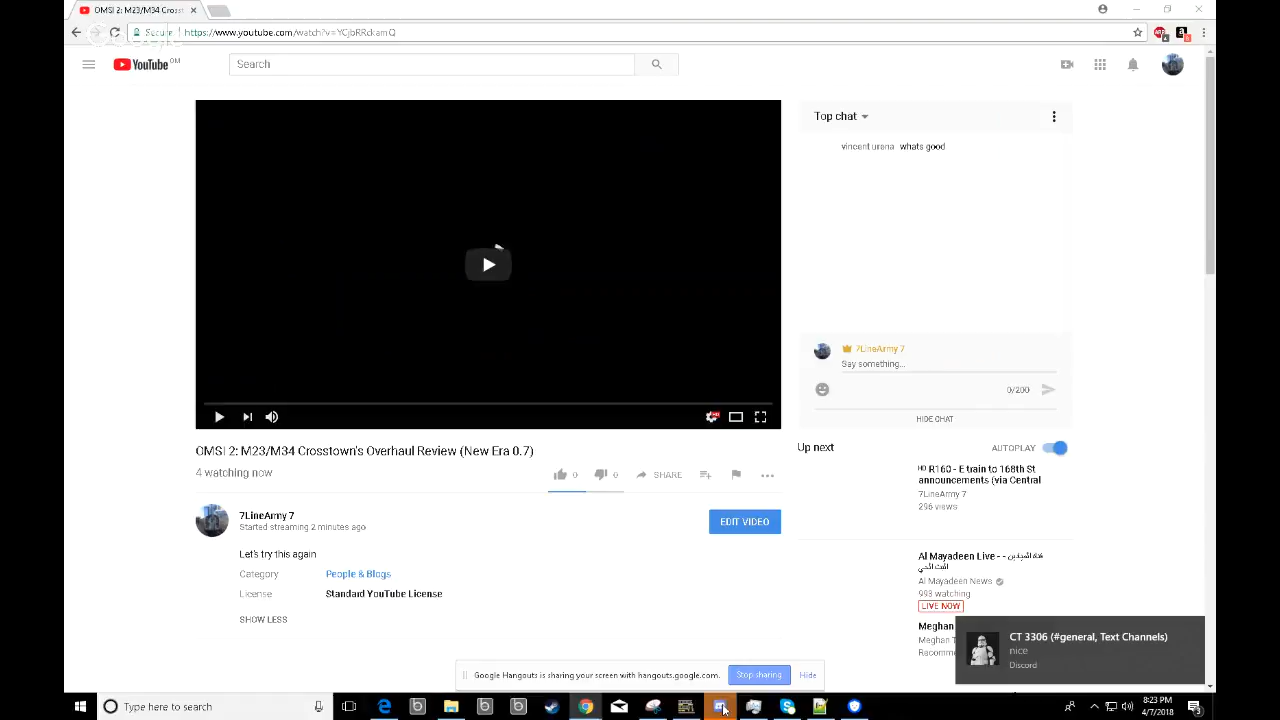 OMSI 2: M23/M34 Crosst
Secure
https://www.youtube.com/watch?v=YCjbRRckamQ
YouTube OM
Search
Top chat
vincent urena whats good
7LineArmy 7
Say something...
0/200
HIDE CHAT
OMSI 2: M23/M34 Crosstown's Overhaul Review (New Era 0.7)
4 watching now
0 0 SHARE
7LineArmy 7
Started streaming 2 minutes ago
EDIT VIDEO
Let's try this again
Category People & Blogs
License Standard YouTube License
SHOW LESS
Up next AUTOPLAY
HD R160 - E train to 168th St
announcements (via Central
7LineArmy 7
296 views
Al Mayadeen Live - -
Al Mayadeen News
993 watching
LIVE NOW
Meghan
Meghan T
Recomm
CT 3306 (#general, Text Channels)
nice
Discord
Google Hangouts is sharing your screen with hangouts.google.com. Stop sharing Hide
Type here to search
8:23 PM
4/7/2018
3